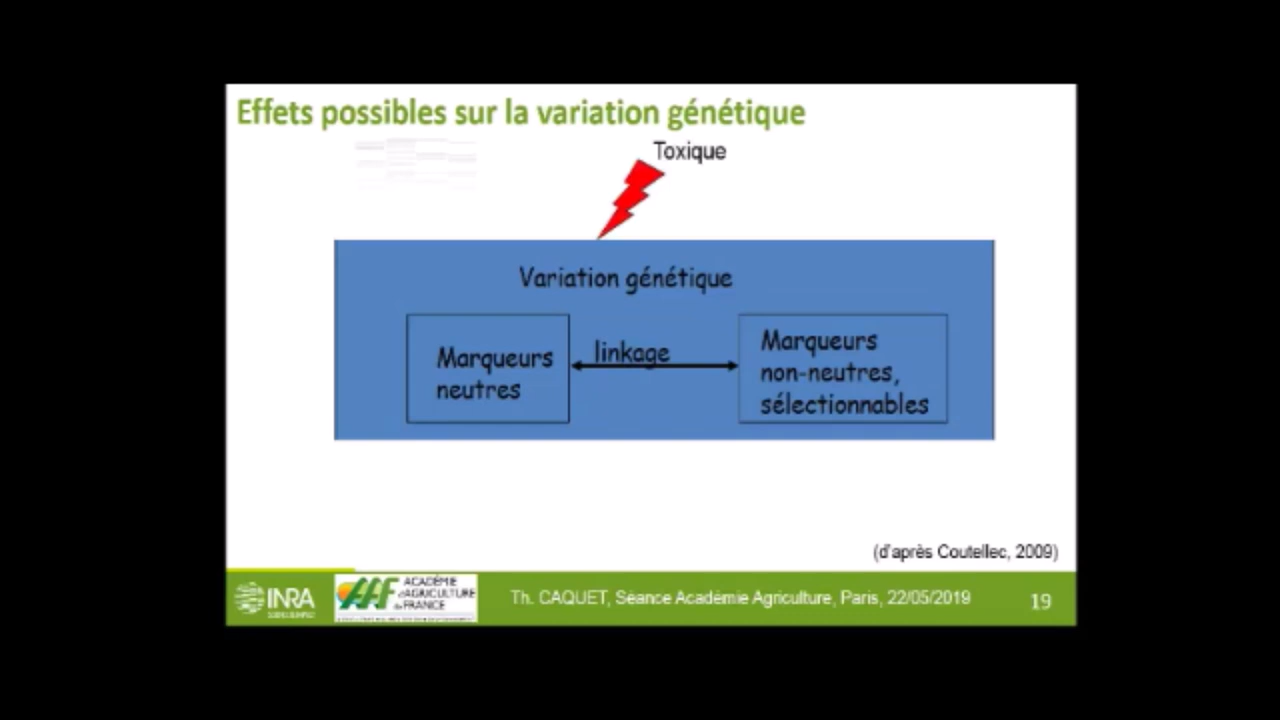 Effets possibles sur la variation génétique
Toxique
Variation génétique
Marqueurs
neutres
linkage
Marqueurs
non-neutres,
sélectionnables
(d'après Coutellec, 2009)
INRA
AAF
ACADÉMIE
d'AGRICULTURE
de FRANCE
Th. CAQUET, Séance Académie Agriculture, Paris, 22/05/2019
19